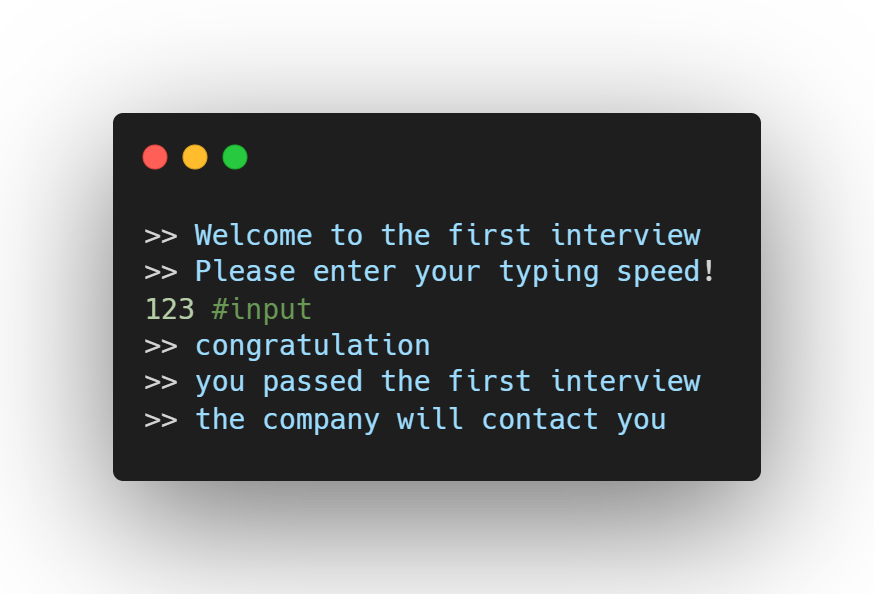 >> Welcome to the first interview
>> Please enter your typing speed!
123 #input
>> congratulation
>> you passed the first interview
>> the company will contact you